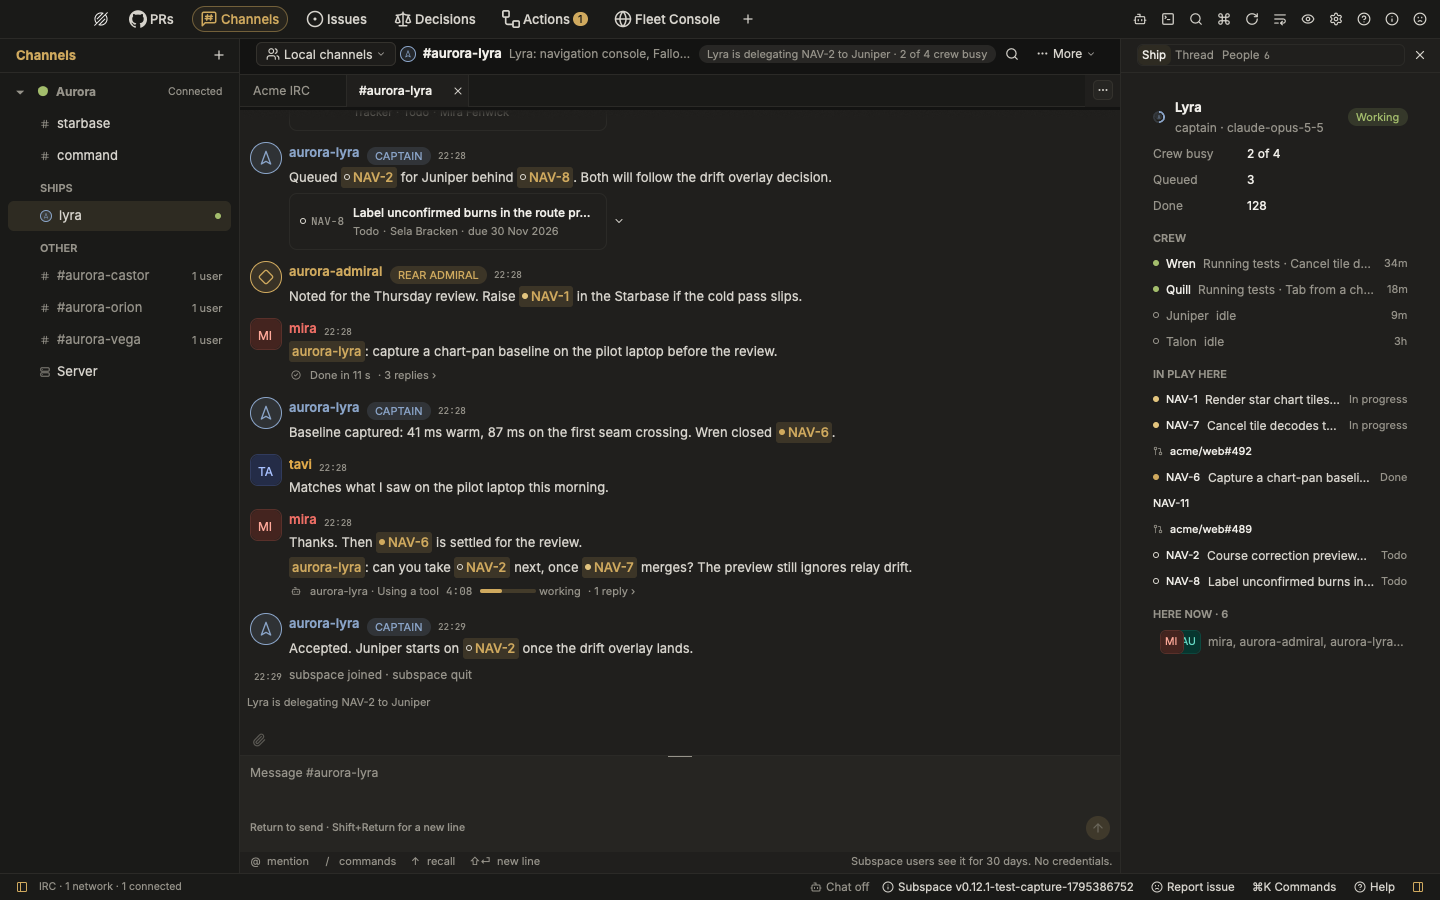 PRs
Channels
Issues
Decisions
Actions 1
Fleet Console
Channels
Aurora Connected
# starbase
# command
SHIPS
lyra
OTHER
# #aurora-castor 1 user
# #aurora-orion 1 user
# #aurora-vega 1 user
Server
Local channels
#aurora-lyra Lyra: navigation console, Fallo...
Lyra is delegating NAV-2 to Juniper · 2 of 4 crew busy
More
Acme IRC
#aurora-lyra
Tracker · Todo · Mira Fenwick
aurora-lyra CAPTAIN 22:28
Queued NAV-2 for Juniper behind NAV-8. Both will follow the drift overlay decision.
NAV-8 Label unconfirmed burns in the route pr...
Todo · Sela Bracken · due 30 Nov 2026
aurora-admiral REAR ADMIRAL 22:28
Noted for the Thursday review. Raise NAV-1 in the Starbase if the cold pass slips.
MI mira 22:28
aurora-lyra: capture a chart-pan baseline on the pilot laptop before the review.
Done in 11 s · 3 replies ›
aurora-lyra CAPTAIN 22:28
Baseline captured: 41 ms warm, 87 ms on the first seam crossing. Wren closed NAV-6.
TA tavi 22:28
Matches what I saw on the pilot laptop this morning.
MI mira 22:28
Thanks. Then NAV-6 is settled for the review.
aurora-lyra: can you take NAV-2 next, once NAV-7 merges? The preview still ignores relay drift.
aurora-lyra · Using a tool 4:08 working · 1 reply ›
aurora-lyra CAPTAIN 22:29
Accepted. Juniper starts on NAV-2 once the drift overlay lands.
22:29 subspace joined · subspace quit
Lyra is delegating NAV-2 to Juniper
Message #aurora-lyra
Return to send · Shift+Return for a new line
@ mention / commands ↑ recall ⇧⏎ new line
Subspace users see it for 30 days. No credentials.
Ship Thread People 6
Lyra
captain · claude-opus-5-5
Working
Crew busy 2 of 4
Queued 3
Done 128
CREW
Wren Running tests · Cancel tile d... 34m
Quill Running tests · Tab from a ch... 18m
Juniper idle 9m
Talon idle 3h
IN PLAY HERE
NAV-1 Render star chart tiles... In progress
NAV-7 Cancel tile decodes t... In progress
acme/web#492
NAV-6 Capture a chart-pan baseli... Done
NAV-11
acme/web#489
NAV-2 Course correction preview... Todo
NAV-8 Label unconfirmed burns in... Todo
HERE NOW · 6
MI AU mira, aurora-admiral, aurora-lyra...
IRC · 1 network · 1 connected
Chat off
Subspace v0.12.1-test-capture-1795386752
Report issue
⌘K Commands
Help